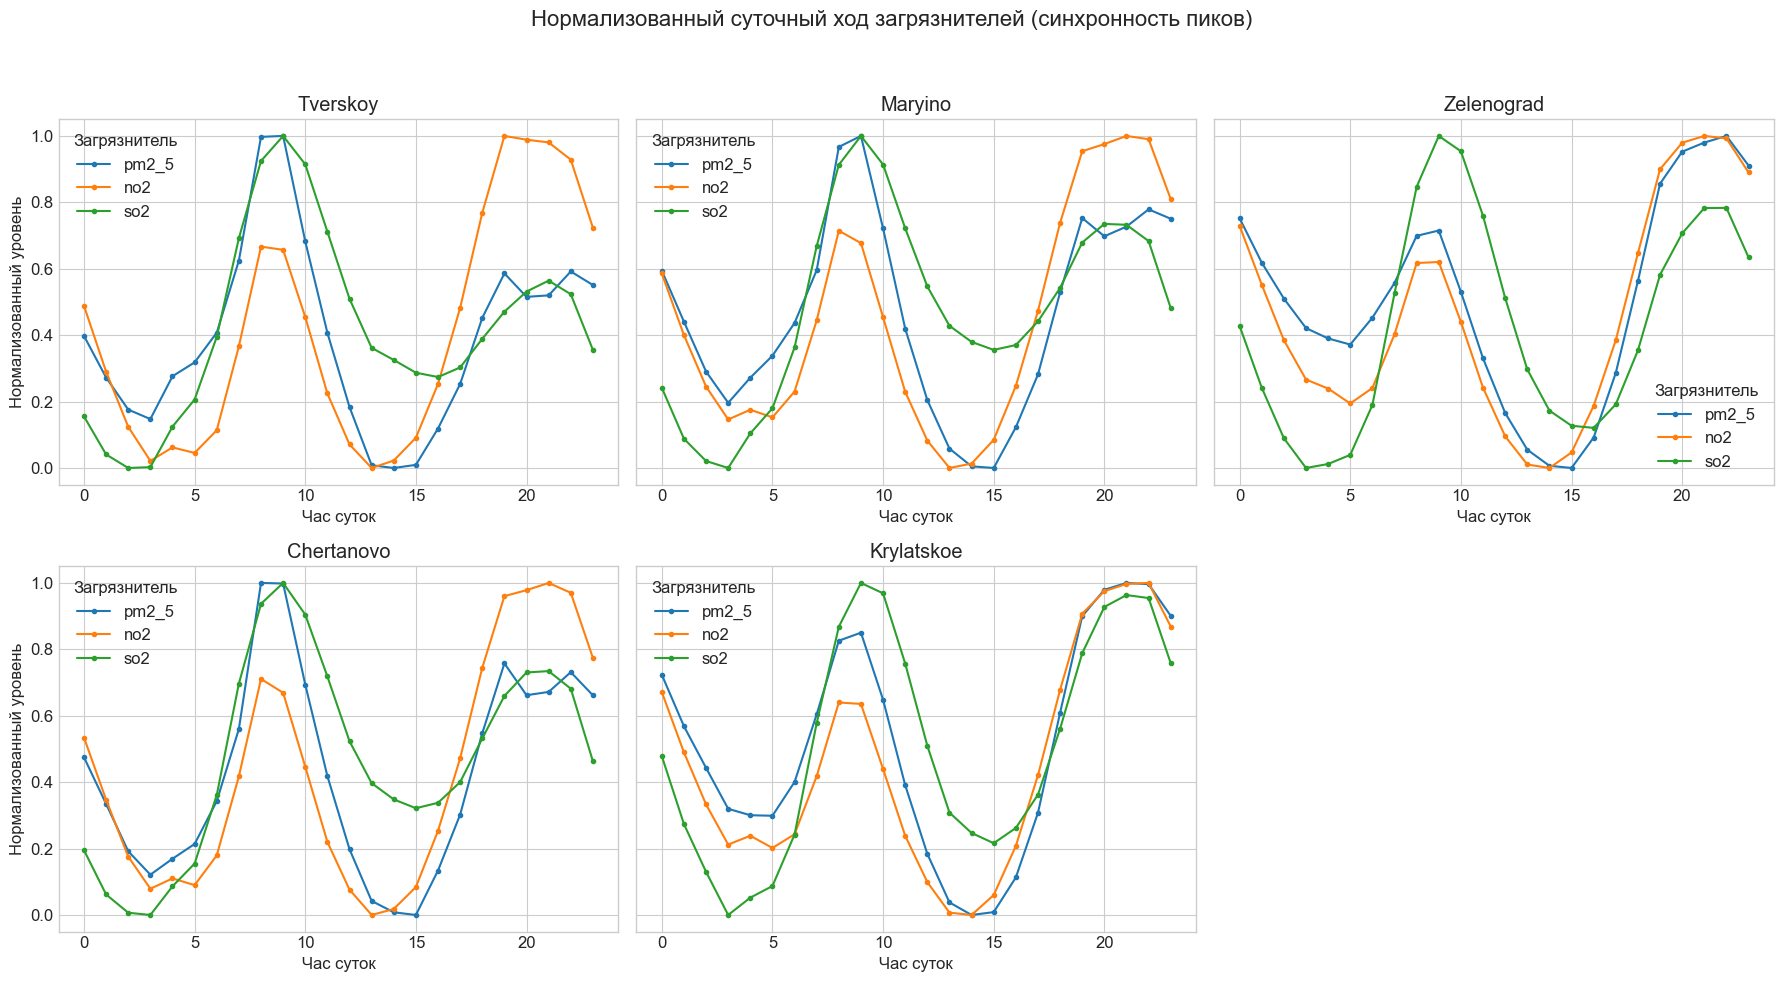 Нормализованный суточный ход загрязнителей (синхронность пиков)
Tverskoy
Maryino
Zelenograd
Нормализованный уровень
1.0
0.8
0.6
0.4
0.2
0.0
Загрязнитель
pm2_5
no2
so2
Загрязнитель
pm2_5
no2
so2
Загрязнитель
pm2_5
no2
so2
0 5 10 15 20
0 5 10 15 20
0 5 10 15 20
Час суток
Час суток
Час суток
Chertanovo
Krylatskoe
Нормализованный уровень
1.0
0.8
0.6
0.4
0.2
0.0
Загрязнитель
pm2_5
no2
so2
Загрязнитель
pm2_5
no2
so2
0 5 10 15 20
0 5 10 15 20
Час суток
Час суток